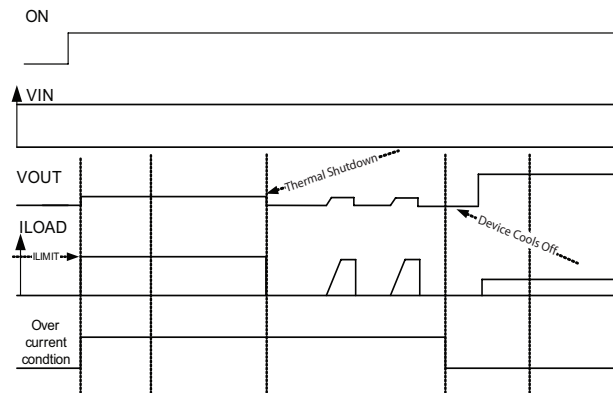 ON
VIN
Thermal Shutdown
VOUT
Device Cools Off
ILOAD
ILIMIT
Over
current
condtion